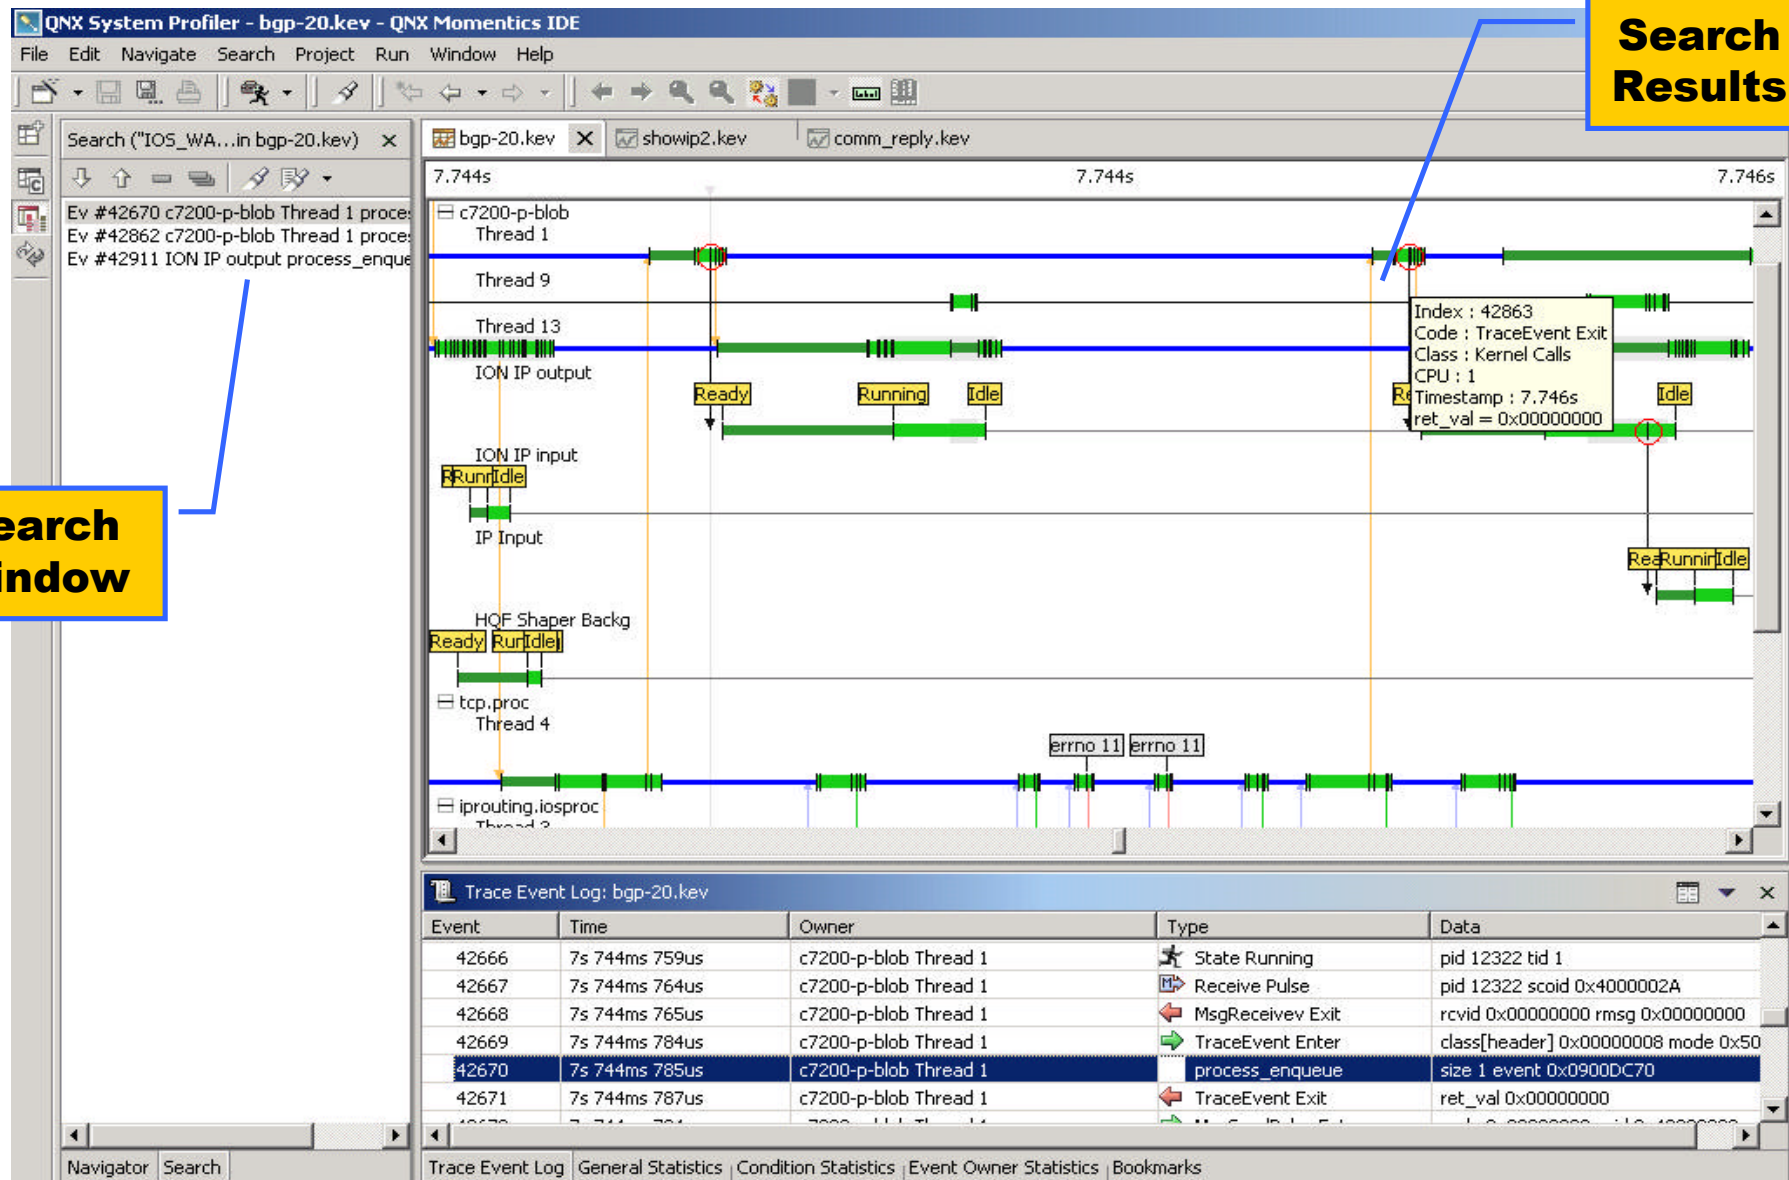 QNX System Profiler - bgp-20.kev - QNX Momentics IDE
Search
Results
File Edit Navigate Search Project Run Window Help
Search ("IOS_WA...in bgp-20.kev)
bgp-20.kev showip2.kev comm_reply.kev
7.744s 7.744s 7.746s
Ev #42670 c7200-p-blob Thread 1 proces
Ev #42862 c7200-p-blob Thread 1 proces
Ev #42911 ION IP output process_enque
c7200-p-blob
Thread 1
Thread 9
Index : 42863
Code : TraceEvent Exit
Class : Kernel Calls
CPU : 1
Timestamp : 7.746s
ret_val = 0x00000000
Thread 13
ION IP output
Ready Running Idle Re Idle
ION IP input
Runr Idle
IP Input
Rea Runnin Idle
earch
indow
HQF Shaper Backg
Ready Run Idle
tcp.proc
Thread 4
errno 11 errno 11
iprouting.iosproc
Thread 3
Trace Event Log: bgp-20.kev
Event Time Owner Type Data
42666 7s 744ms 759us c7200-p-blob Thread 1 State Running pid 12322 tid 1
42667 7s 744ms 764us c7200-p-blob Thread 1 Receive Pulse pid 12322 scoid 0x4000002A
42668 7s 744ms 765us c7200-p-blob Thread 1 MsgReceivev Exit rcvid 0x00000000 rmsg 0x00000000
42669 7s 744ms 784us c7200-p-blob Thread 1 TraceEvent Enter class[header] 0x00000008 mode 0x50
42670 7s 744ms 785us c7200-p-blob Thread 1 process_enqueue size 1 event 0x0900DC70
42671 7s 744ms 787us c7200-p-blob Thread 1 TraceEvent Exit ret_val 0x00000000
Navigator Search
Trace Event Log General Statistics Condition Statistics Event Owner Statistics Bookmarks